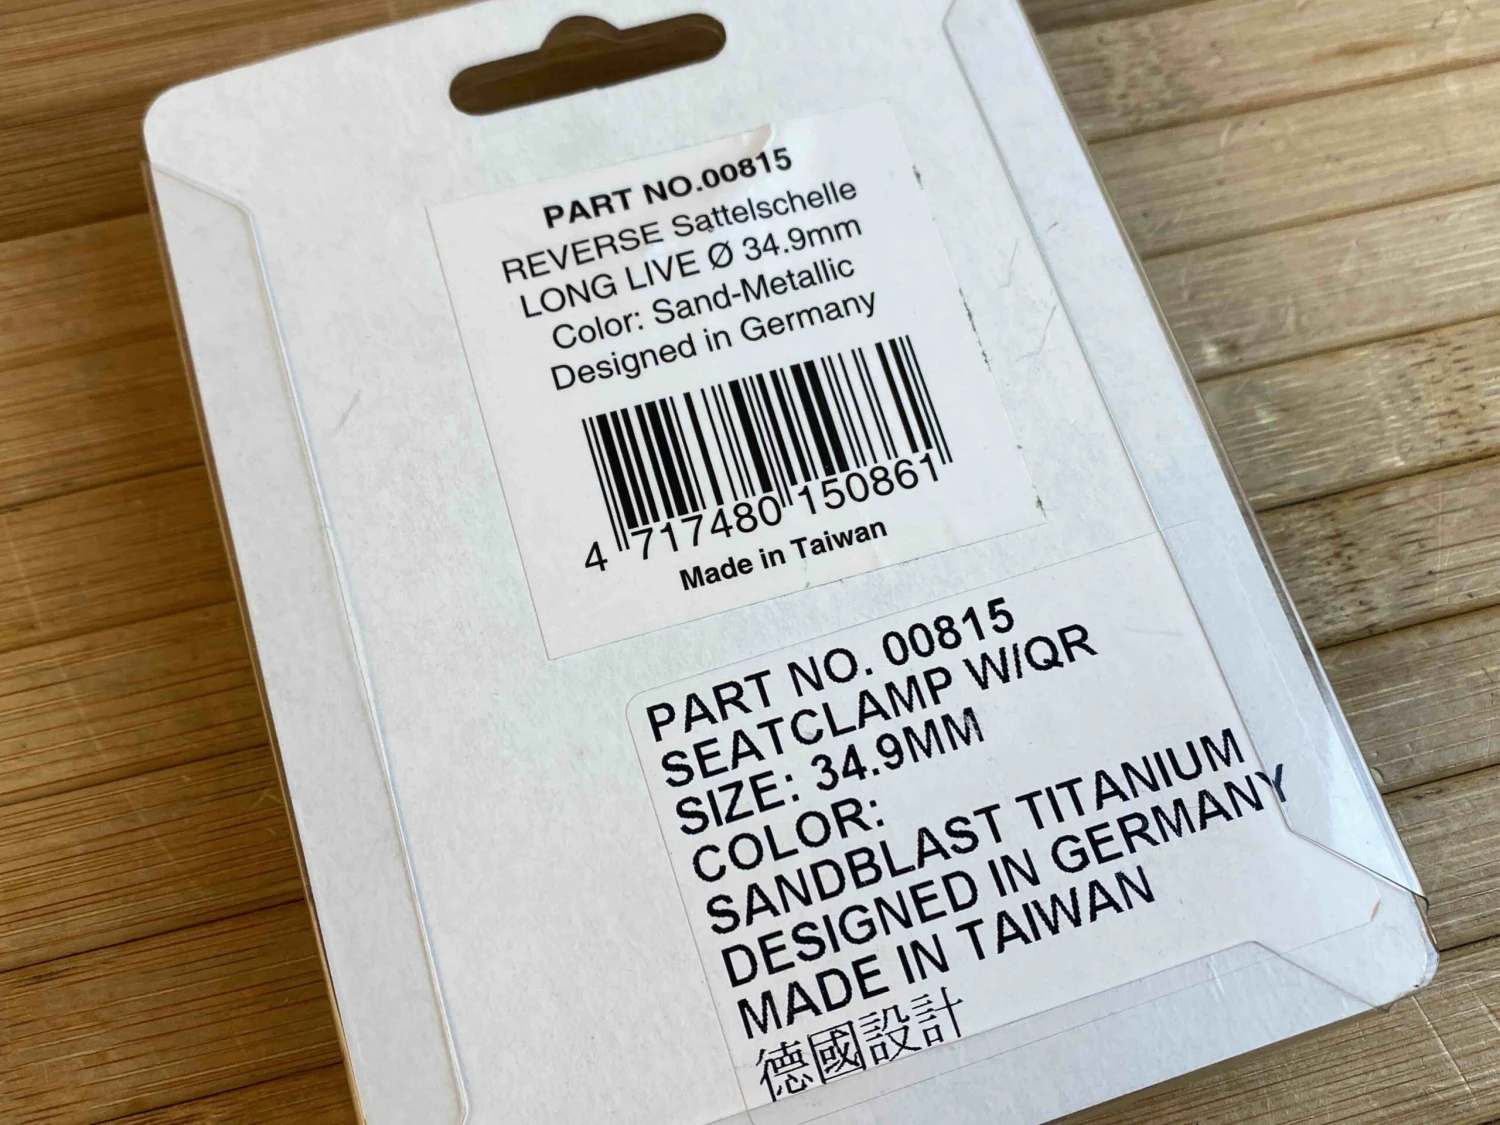 PART NO.00815
REVERSE Sattelschelle
LONG LIVE Ø 34.9mm
Color: Sand-Metallic
Designed in Germany
4 717480 150861
Made in Taiwan
PART NO. 00815
SEATCLAMP W/QR
SIZE: 34.9MM
COLOR:
SANDBLAST TITANIUM
DESIGNED IN GERMANY
MADE IN TAIWAN
德國設計